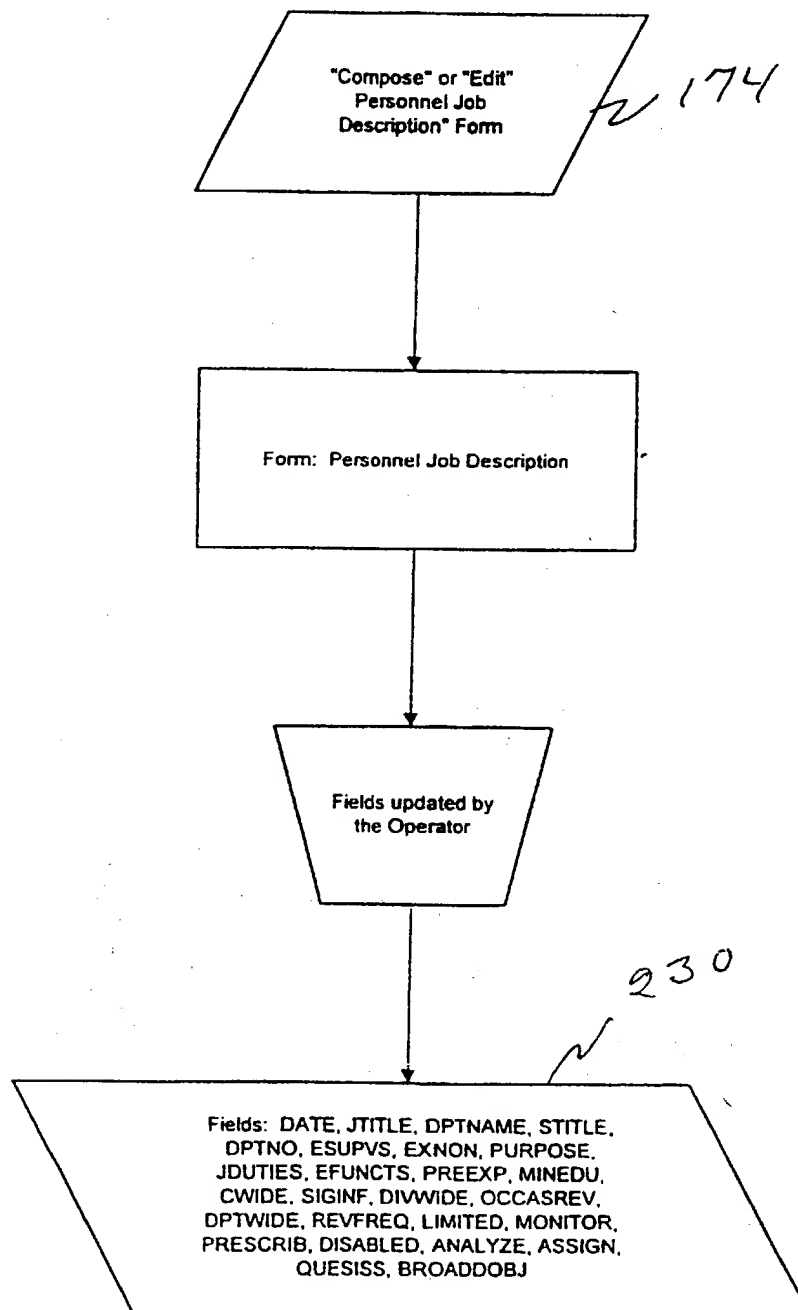 "Compose" or "Edit"
Personnel Job
Description" Form
174
Form: Personnel Job Description
Fields updated by
the Operator
230
Fields: DATE, JTITLE, DPTNAME, STITLE,
DPTNO, ESUPVS, EXNON, PURPOSE,
JDUTIES, EFUNCTS, PREEXP, MINEDU,
CWIDE, SIGINF, DIVWIDE, OCCASREV,
DPTWIDE, REVFREQ, LIMITED, MONITOR,
PRESCRIB, DISABLED, ANALYZE, ASSIGN,
QUESISS, BROADDOBJ